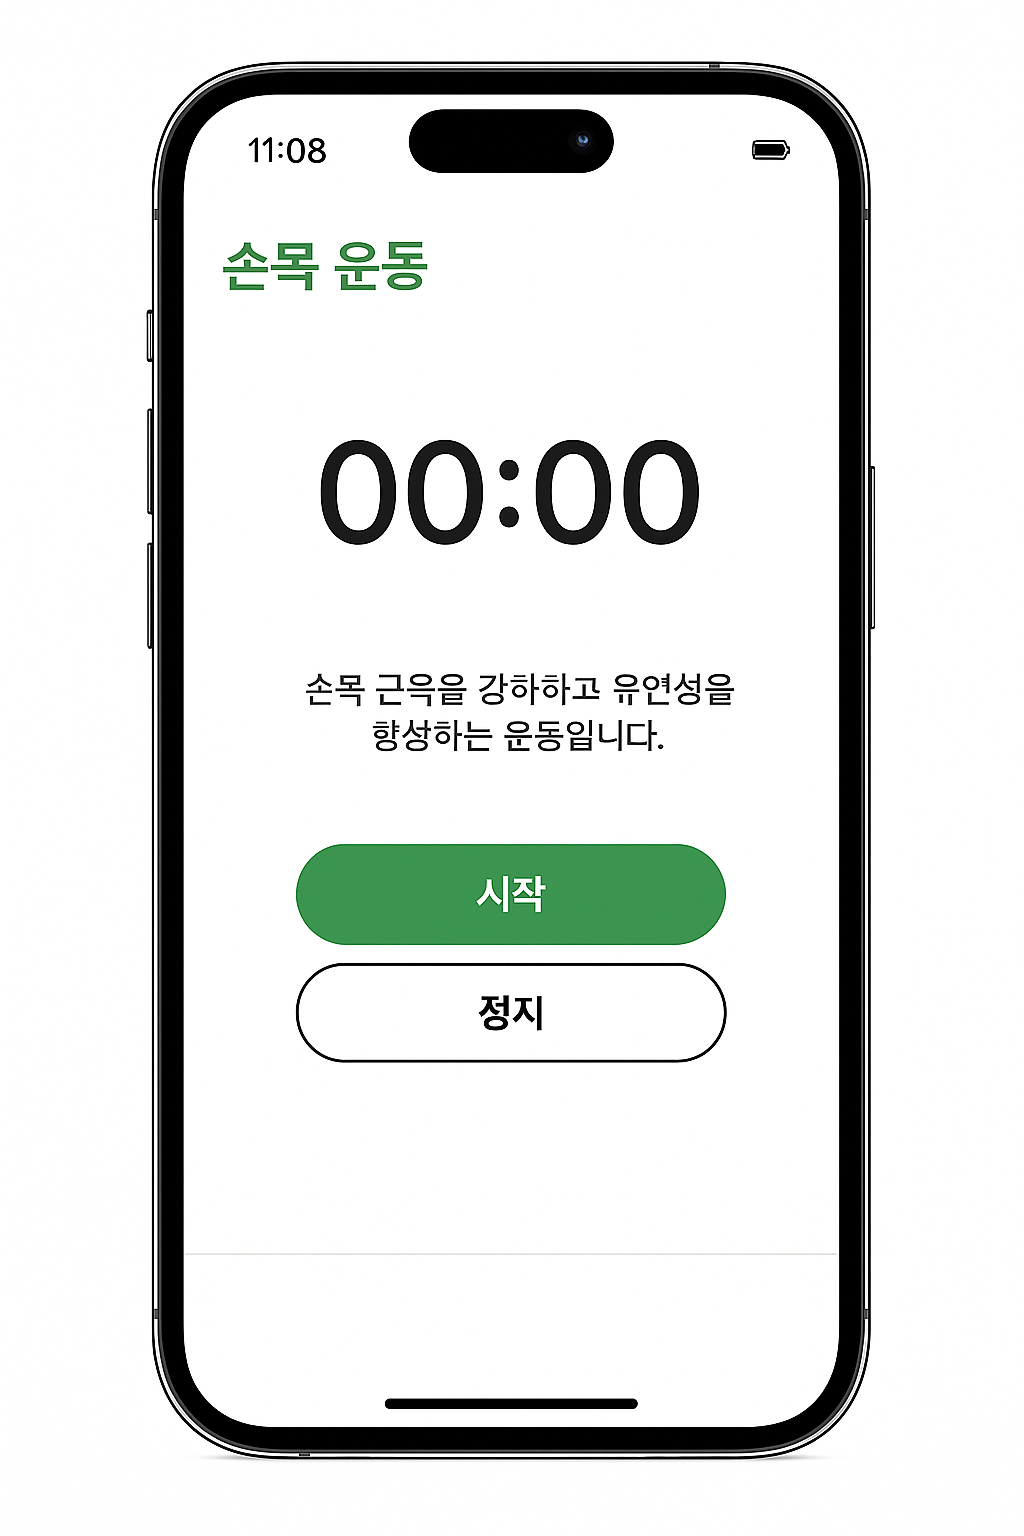 11:08
손목 운동
00:00
손목 근육을 강하하고 유연성을
향상하는 운동입니다.
시작
정지